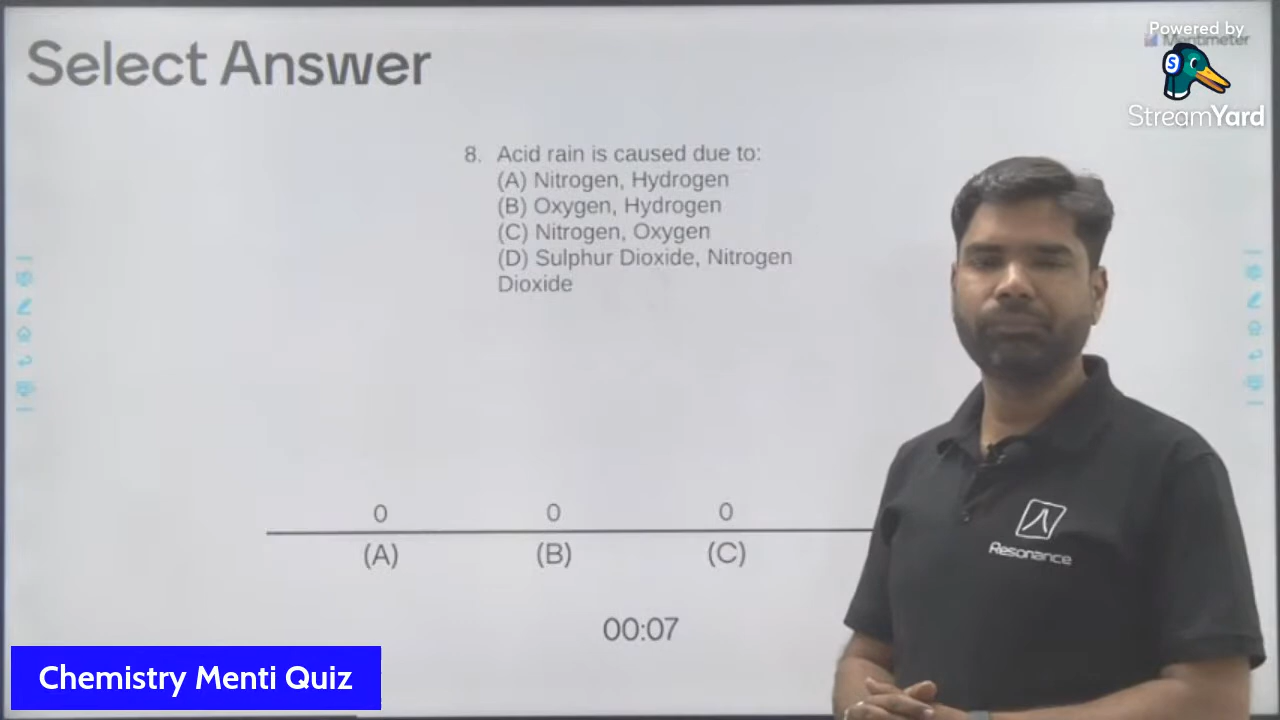 Select Answer
Powered by
Mentimeter
StreamYard
8. Acid rain is caused due to:
(A) Nitrogen, Hydrogen
(B) Oxygen, Hydrogen
(C) Nitrogen, Oxygen
(D) Sulphur Dioxide, Nitrogen
Dioxide
0 0 0
(A) (B) (C)
00:07
Resonance
Chemistry Menti Quiz